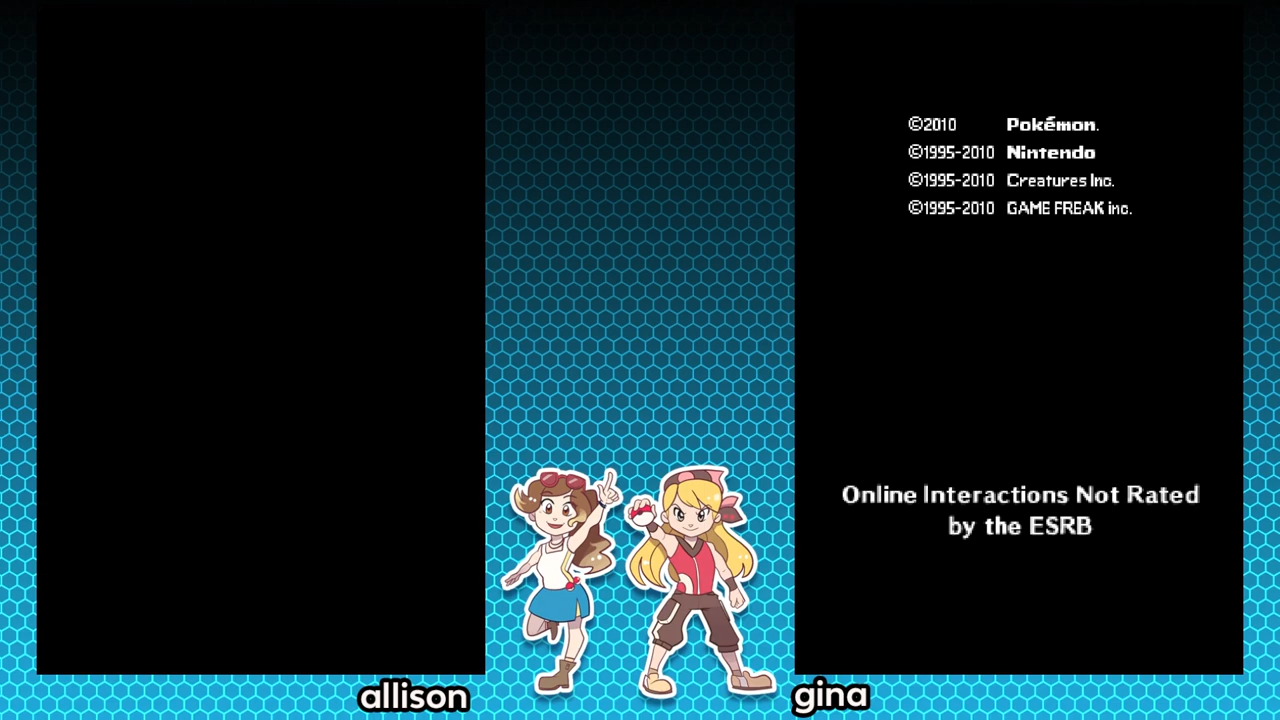 ©2010 Pokémon.
©1995-2010 Nintendo
©1995-2010 Creatures Inc.
©1995-2010 GAME FREAK inc.
Online Interactions Not Rated
by the ESRB
allison
gina